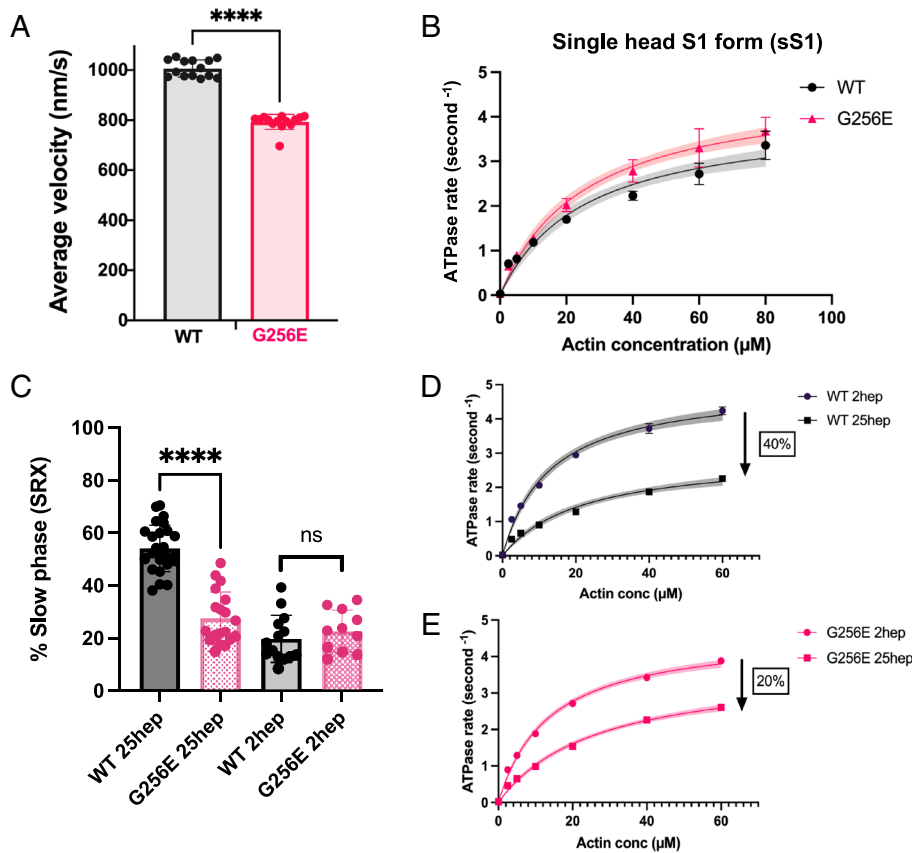 A
****
Average velocity (nm/s)
1000
800
600
400
200
0
WT
G256E
B
Single head S1 form (sS1)
ATPase rate (second -1)
5
4
3
2
1
0
0
20
40
60
80
100
Actin concentration (µM)
WT
G256E
C
% Slow phase (SRX)
100
80
60
40
20
0
****
ns
WT 25hep
G256E 25hep
WT 2hep
G256E 2hep
D
ATPase rate (second -1)
5
4
3
2
1
0
0
20
40
60
Actin conc (µM)
WT 2hep
WT 25hep
40%
E
ATPase rate (second -1)
5
4
3
2
1
0
0
20
40
60
Actin conc (µM)
G256E 2hep
G256E 25hep
20%